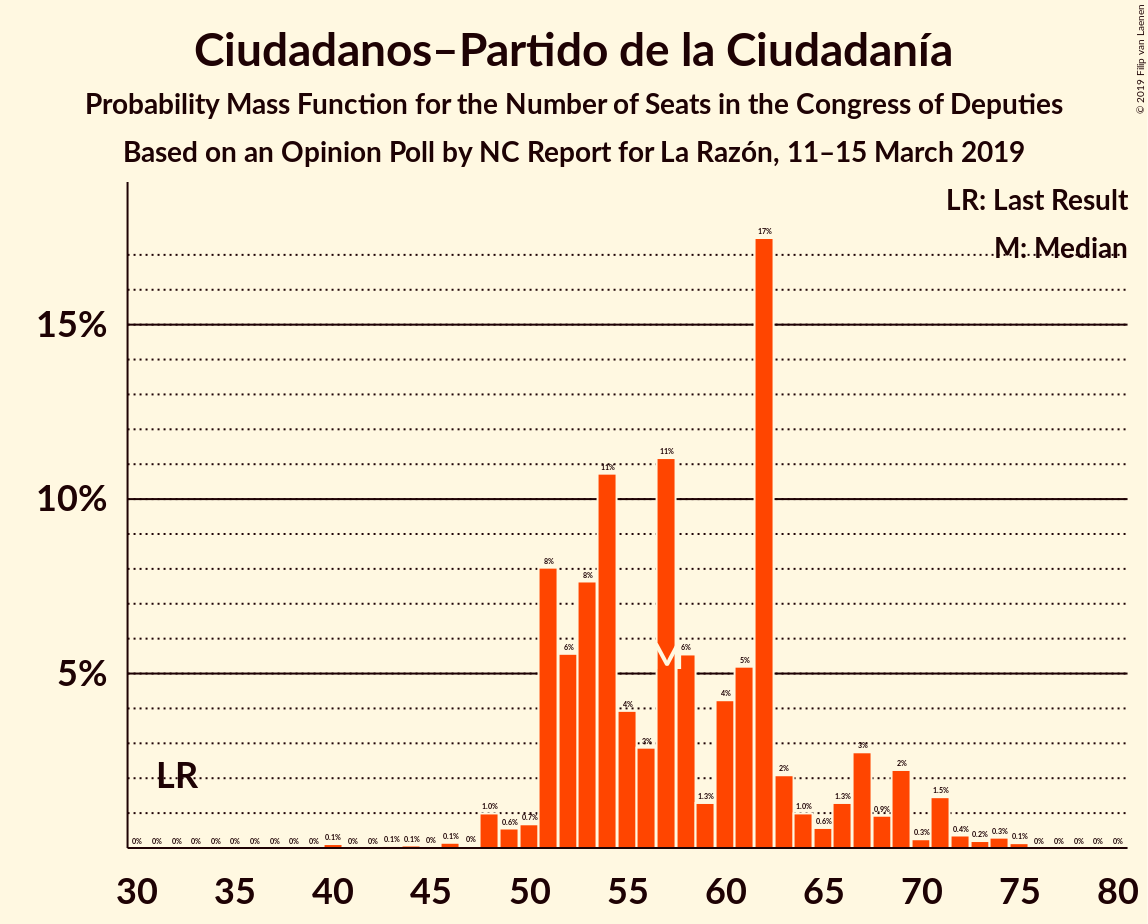 Ciudadanos–Partido de la Ciudadanía
Probability Mass Function for the Number of Seats in the Congress of Deputies
Based on an Opinion Poll by NC Report for La Razón, 11–15 March 2019
© 2019 Filip van Laenen
LR: Last Result
M: Median
15%
10%
5%
LR
M
0% 0% 0% 0% 0% 0% 0% 0% 0% 0% 0.1% 0% 0% 0.1% 0.1% 0% 0.1% 0% 1.0% 0.6% 0.7% 8% 6% 8% 11% 4% 3% 11% 6% 1.3% 4% 5% 17% 2% 1.0% 0.6% 1.3% 3% 0.9% 2% 0.3% 1.5% 0.4% 0.2% 0.3% 0.1% 0% 0% 0% 0% 0%
30 35 40 45 50 55 60 65 70 75 80